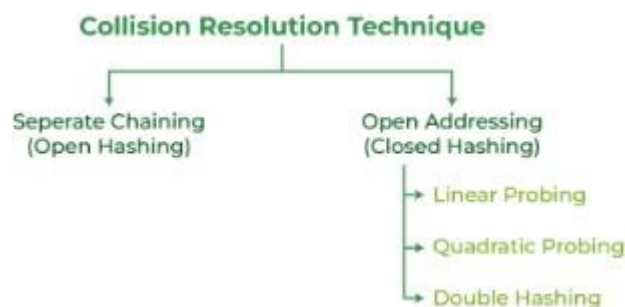 Collision Resolution Technique
Seperate Chaining
(Open Hashing)
Open Addressing
(Closed Hashing)
Linear Probing
Quadratic Probing
Double Hashing